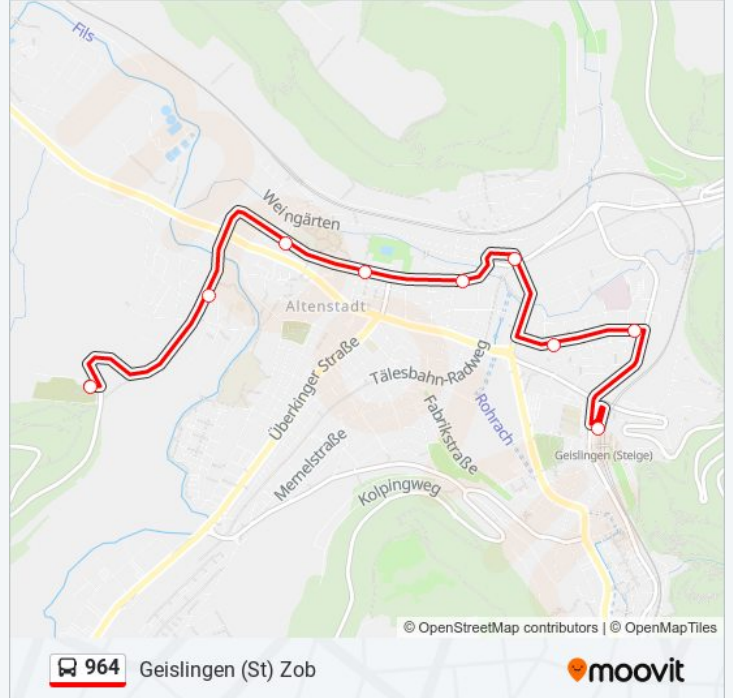 Fils
Weingärten
Altenstadt
Überkinger Straße
Tälesbahn-Radweg
Rohrach
Fabrikstraße
Memelstraße
Kolpingweg
Geislingen (Steige)
© OpenStreetMap contributors | © OpenMapTiles
964 Geislingen (St) Zob
moovit